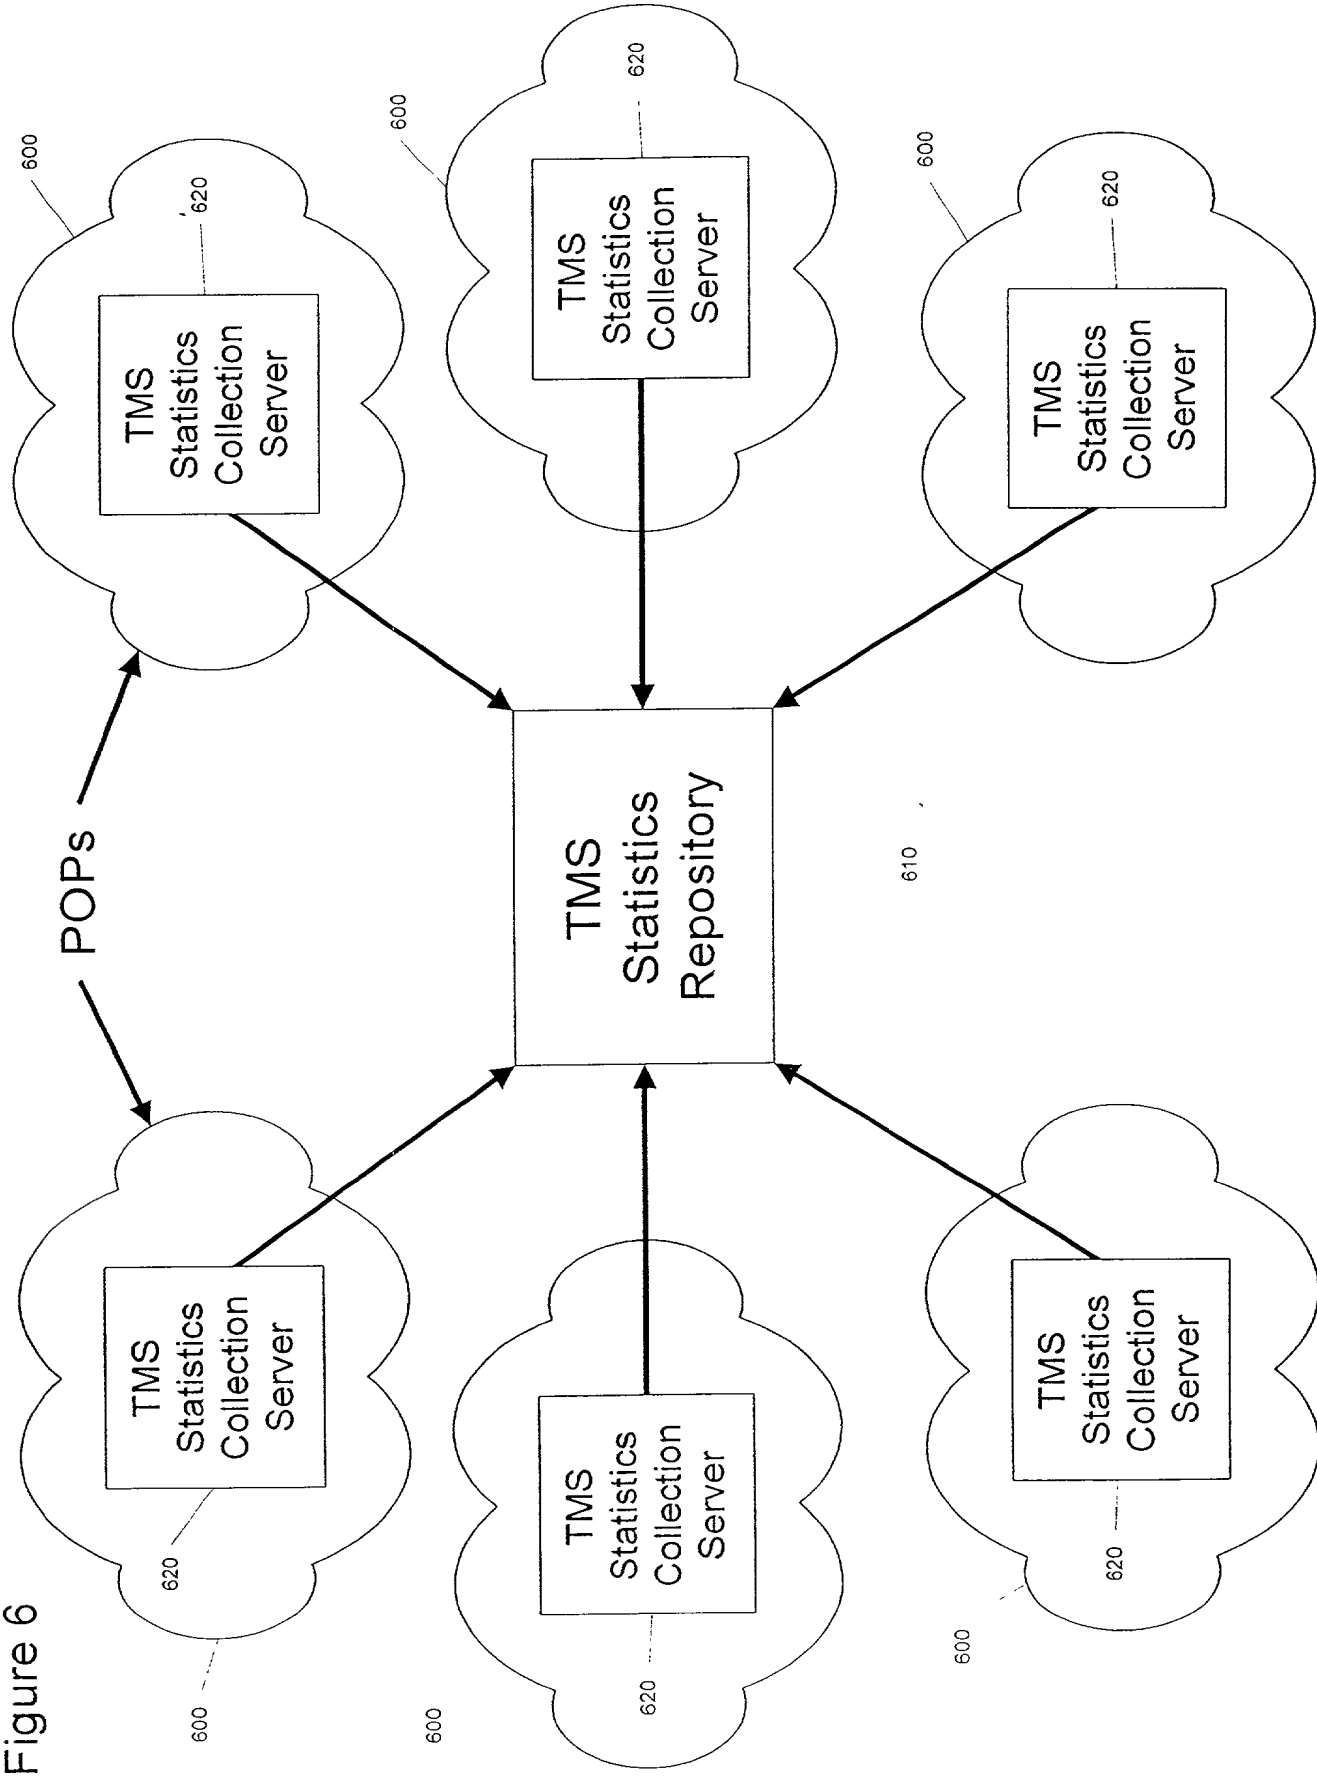 Figure 6
POPs
600
620
TMS
Statistics
Collection
Server
TMS
Statistics
Collection
Server
620
600
600
620
TMS
Statistics
Collection
Server
TMS
Statistics
Repository
TMS
Statistics
Collection
Server
620
600
610
600
620
TMS
Statistics
Collection
Server
TMS
Statistics
Collection
Server
620
600